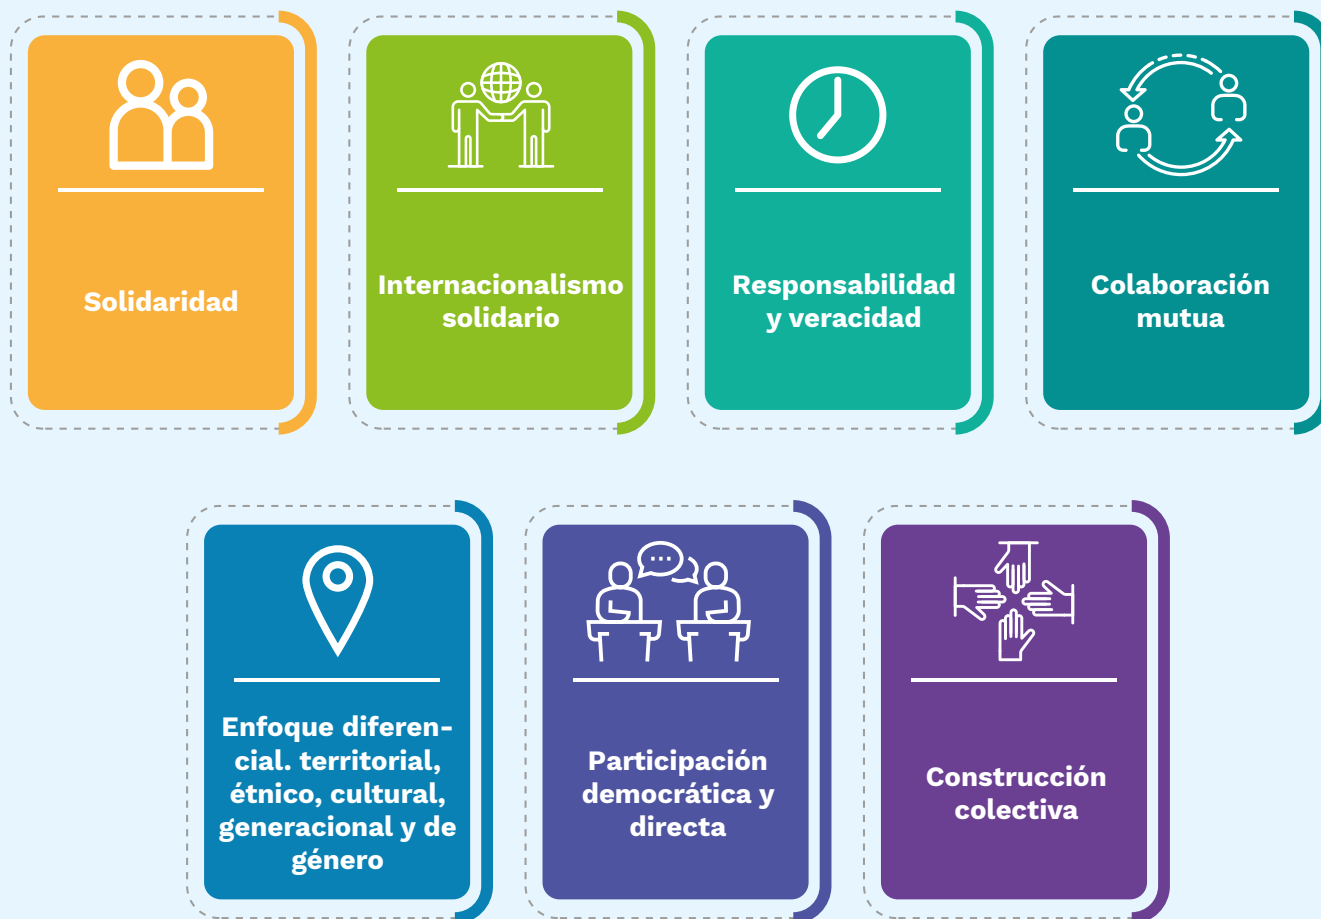 Solidaridad
Internacionalismo
solidario
Responsabilidad
y veracidad
Colaboración
mutua
Enfoque diferen-
cial. territorial,
étnico, cultural,
generacional y de
género
Participación
democrática y
directa
Construcción
colectiva